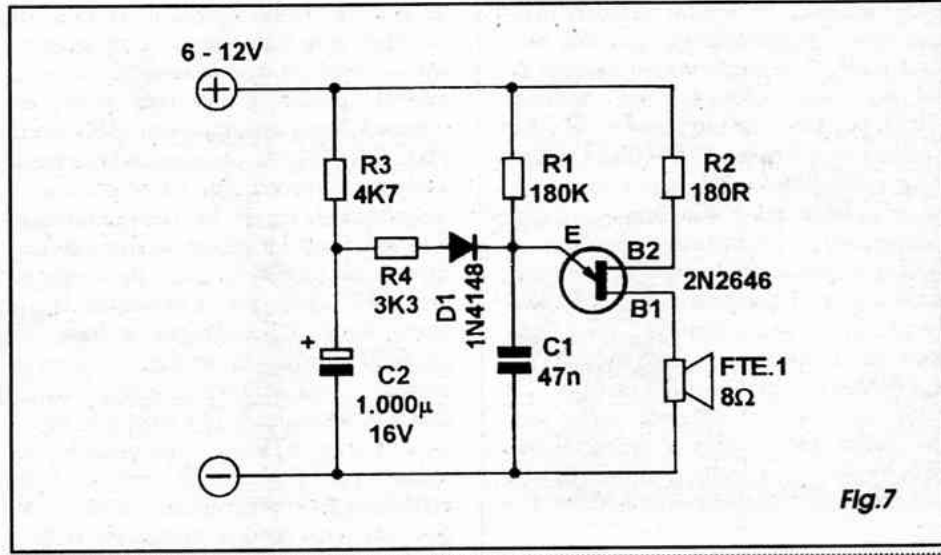 6 - 12V
+
R3
4K7
R1
180K
R2
180R
E
B2
2N2646
B1
R4
3K3
D1
1N4148
+
C2
1.000µ
16V
C1
47n
FTE.1
8Ω
−
Fig.7